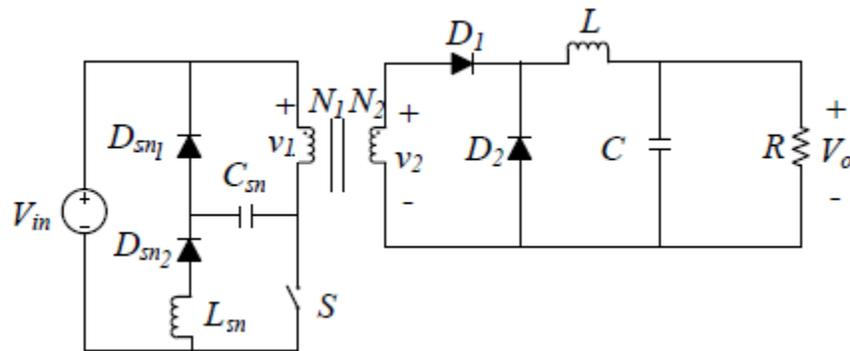 D1
L
+
N1 N2
+
+
Dsn1
v1
Csn
v2
D2
C
R
Vo
Vin
+
-
-
-
Dsn2
Lsn
S